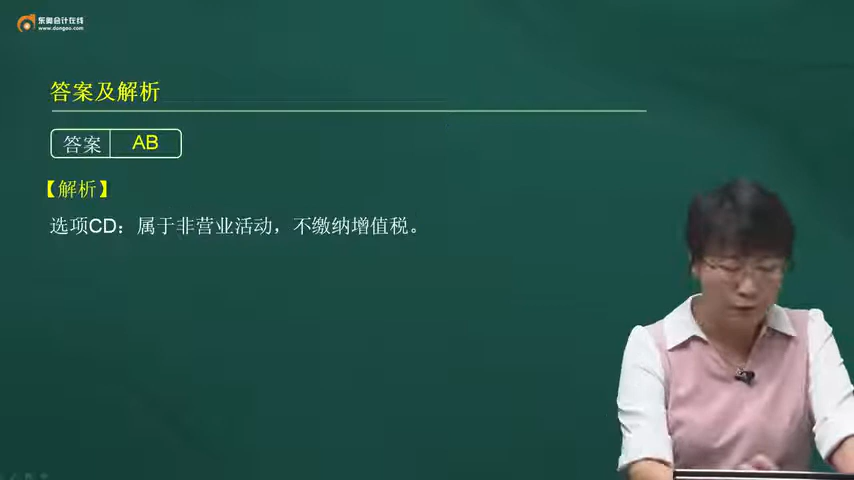 东奥会计在线
www.dongao.com
答案及解析
答案 AB
【解析】
选项CD：属于非营业活动，不缴纳增值税。